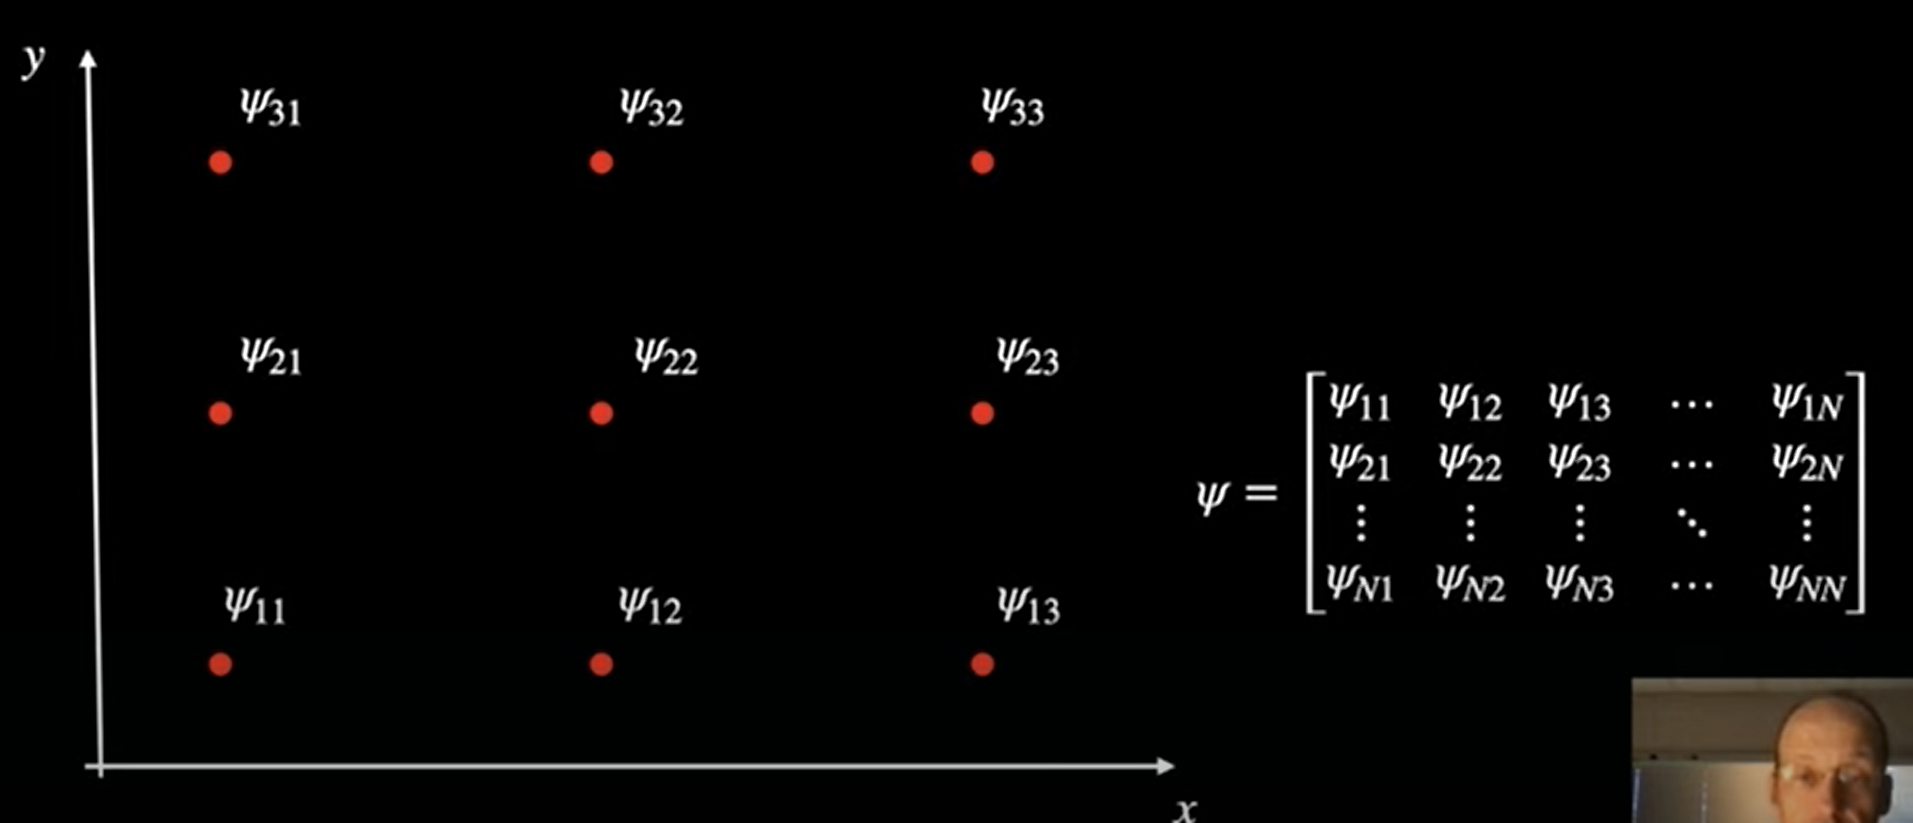 y
ψ31 ψ32 ψ33
ψ21 ψ22 ψ23
ψ11 ψ12 ψ13
x
ψ = [ψ11 ψ12 ψ13 ⋯ ψ1N
ψ21 ψ22 ψ23 ⋯ ψ2N
⋮ ⋮ ⋮ ⋱ ⋮
ψN1 ψN2 ψN3 ⋯ ψNN]